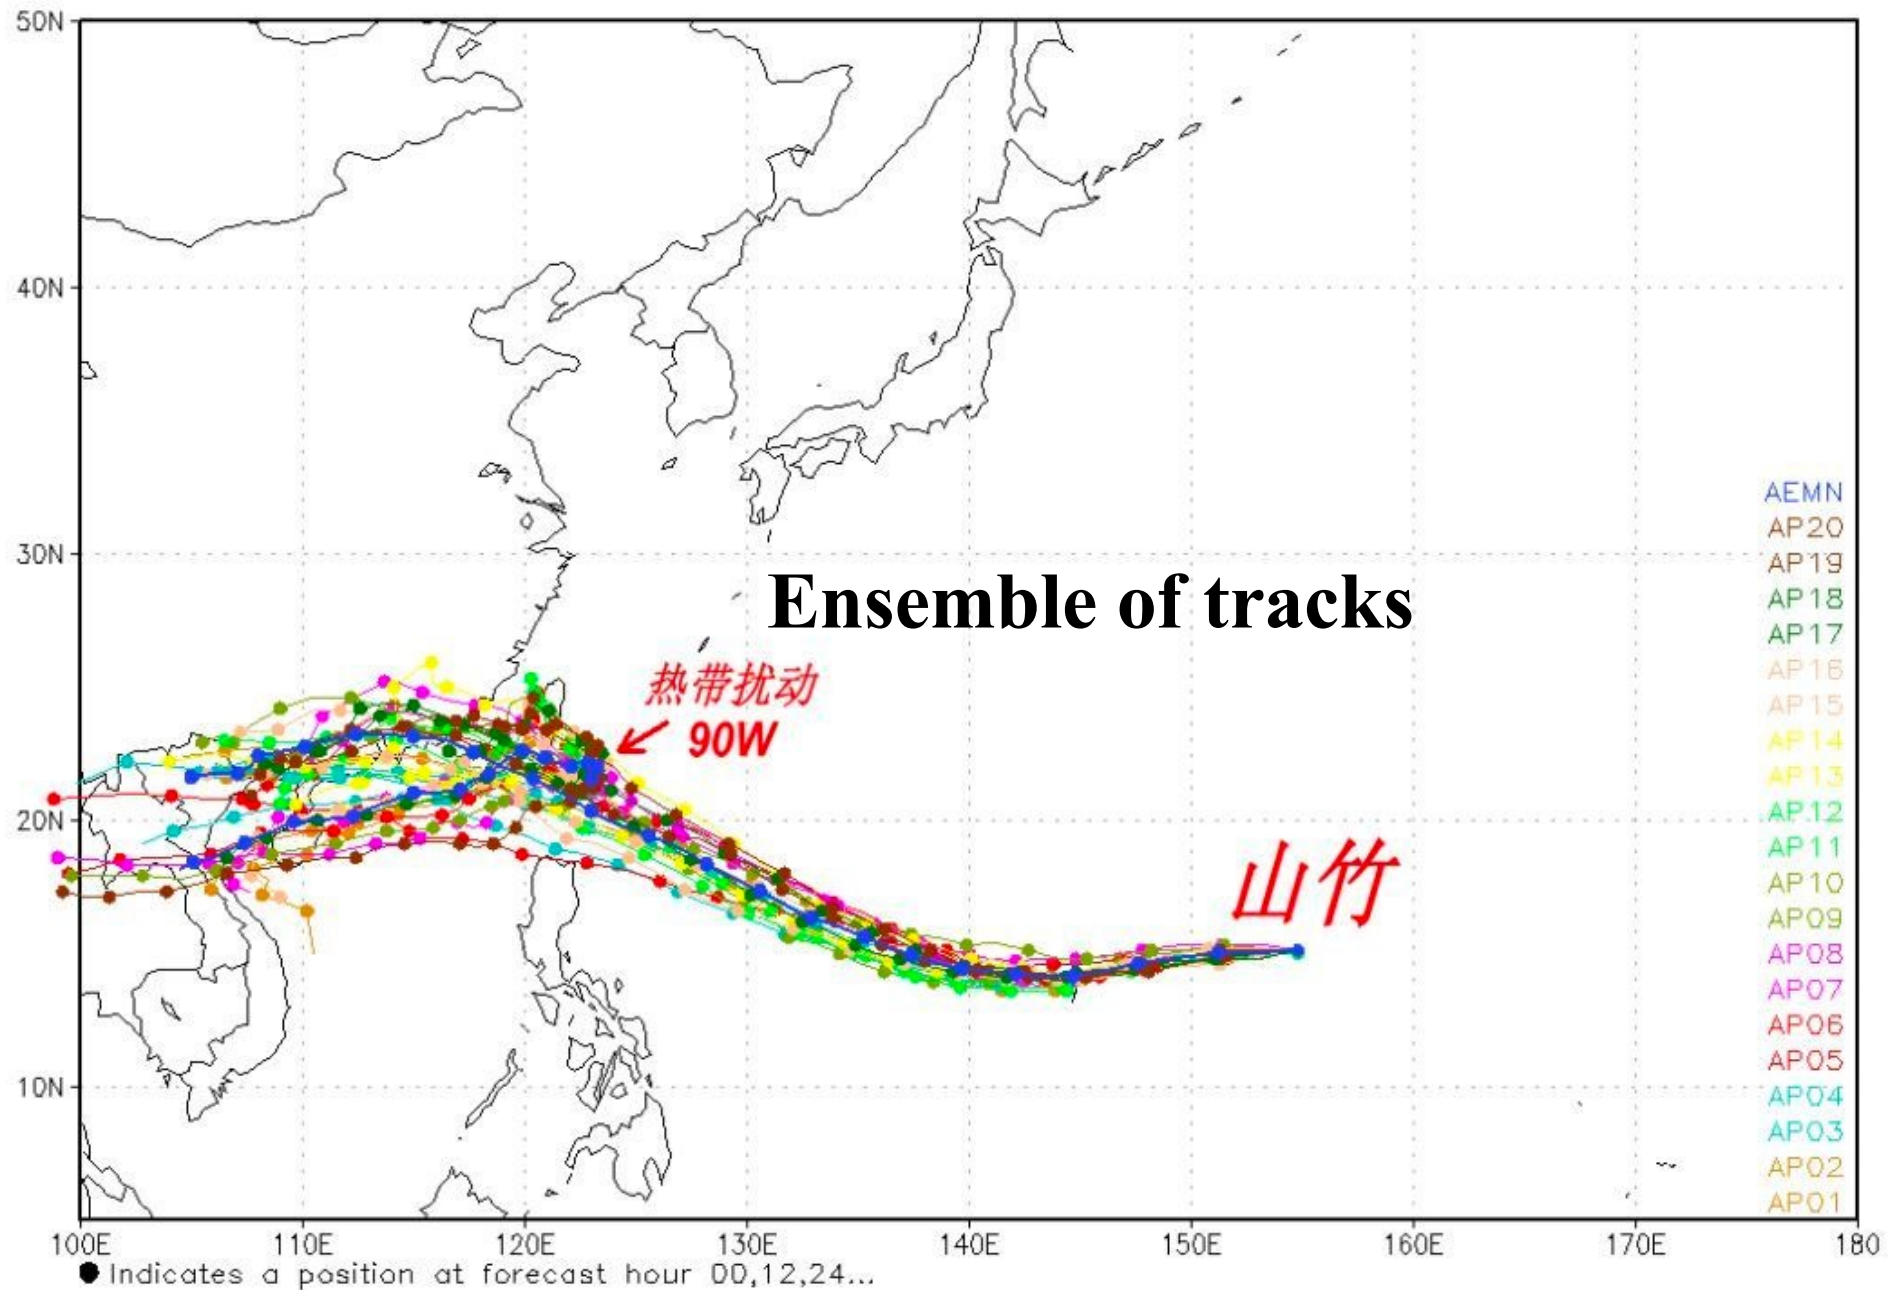 50N
40N
30N
20N
10N
Ensemble of tracks
热带扰动
90W
山竹
AEMN
AP20
AP19
AP18
AP17
AP16
AP15
AP14
AP13
AP12
AP11
AP10
AP09
AP08
AP07
AP06
AP05
AP04
AP03
AP02
AP01
100E 110E 120E 130E 140E 150E 160E 170E 180
Indicates a position at forecast hour 00,12,24...